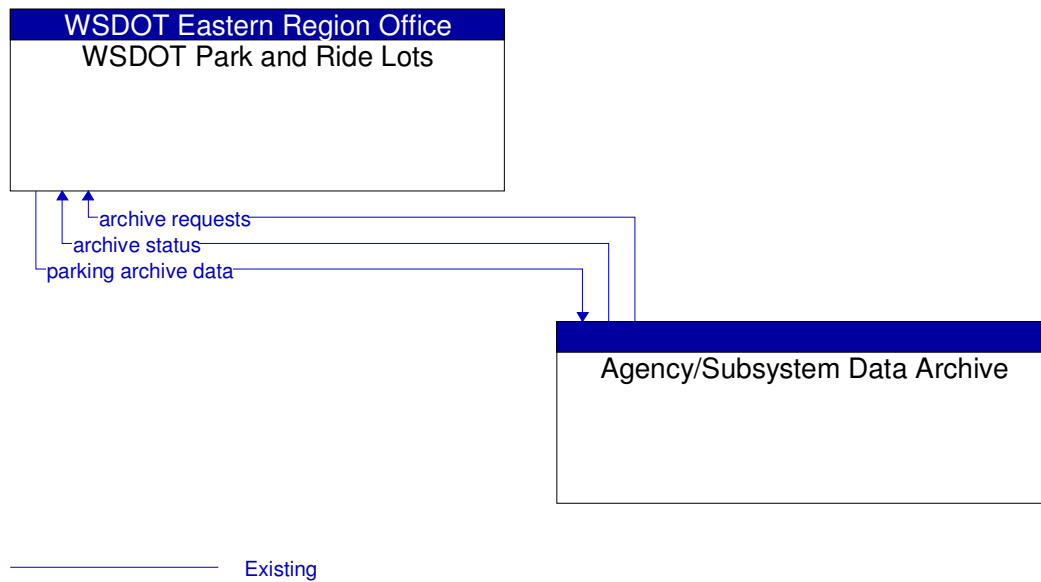 WSDOT Eastern Region Office
WSDOT Park and Ride Lots
archive requests
archive status
parking archive data
Agency/Subsystem Data Archive
Existing